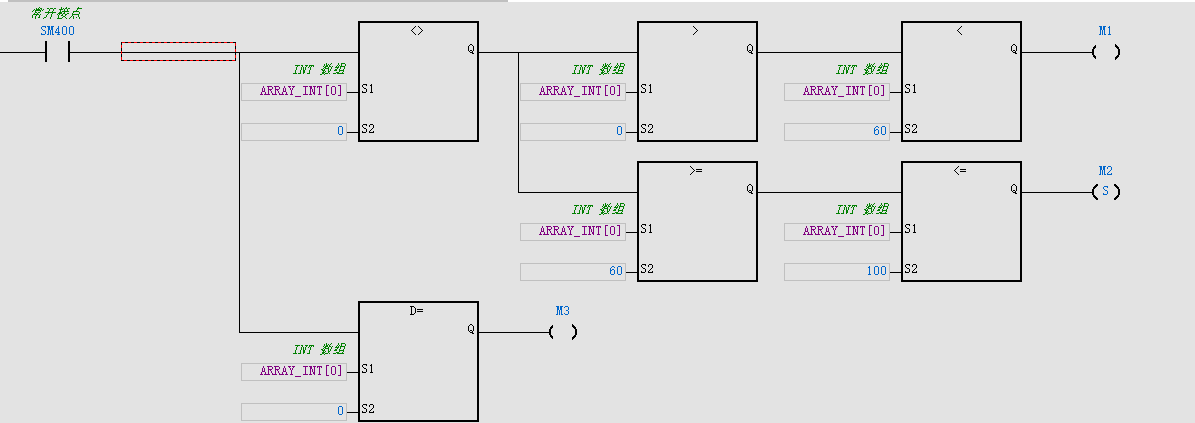 常开接点
SM400
<>
Q
INT 数组
ARRAY_INT[0]
S1
0
S2
>
Q
INT 数组
ARRAY_INT[0]
S1
0
S2
<
Q
INT 数组
ARRAY_INT[0]
S1
60
S2
M1
>=
Q
INT 数组
ARRAY_INT[0]
S1
60
S2
<=
Q
INT 数组
ARRAY_INT[0]
S1
100
S2
M2
S
D=
Q
INT 数组
ARRAY_INT[0]
S1
0
S2
M3